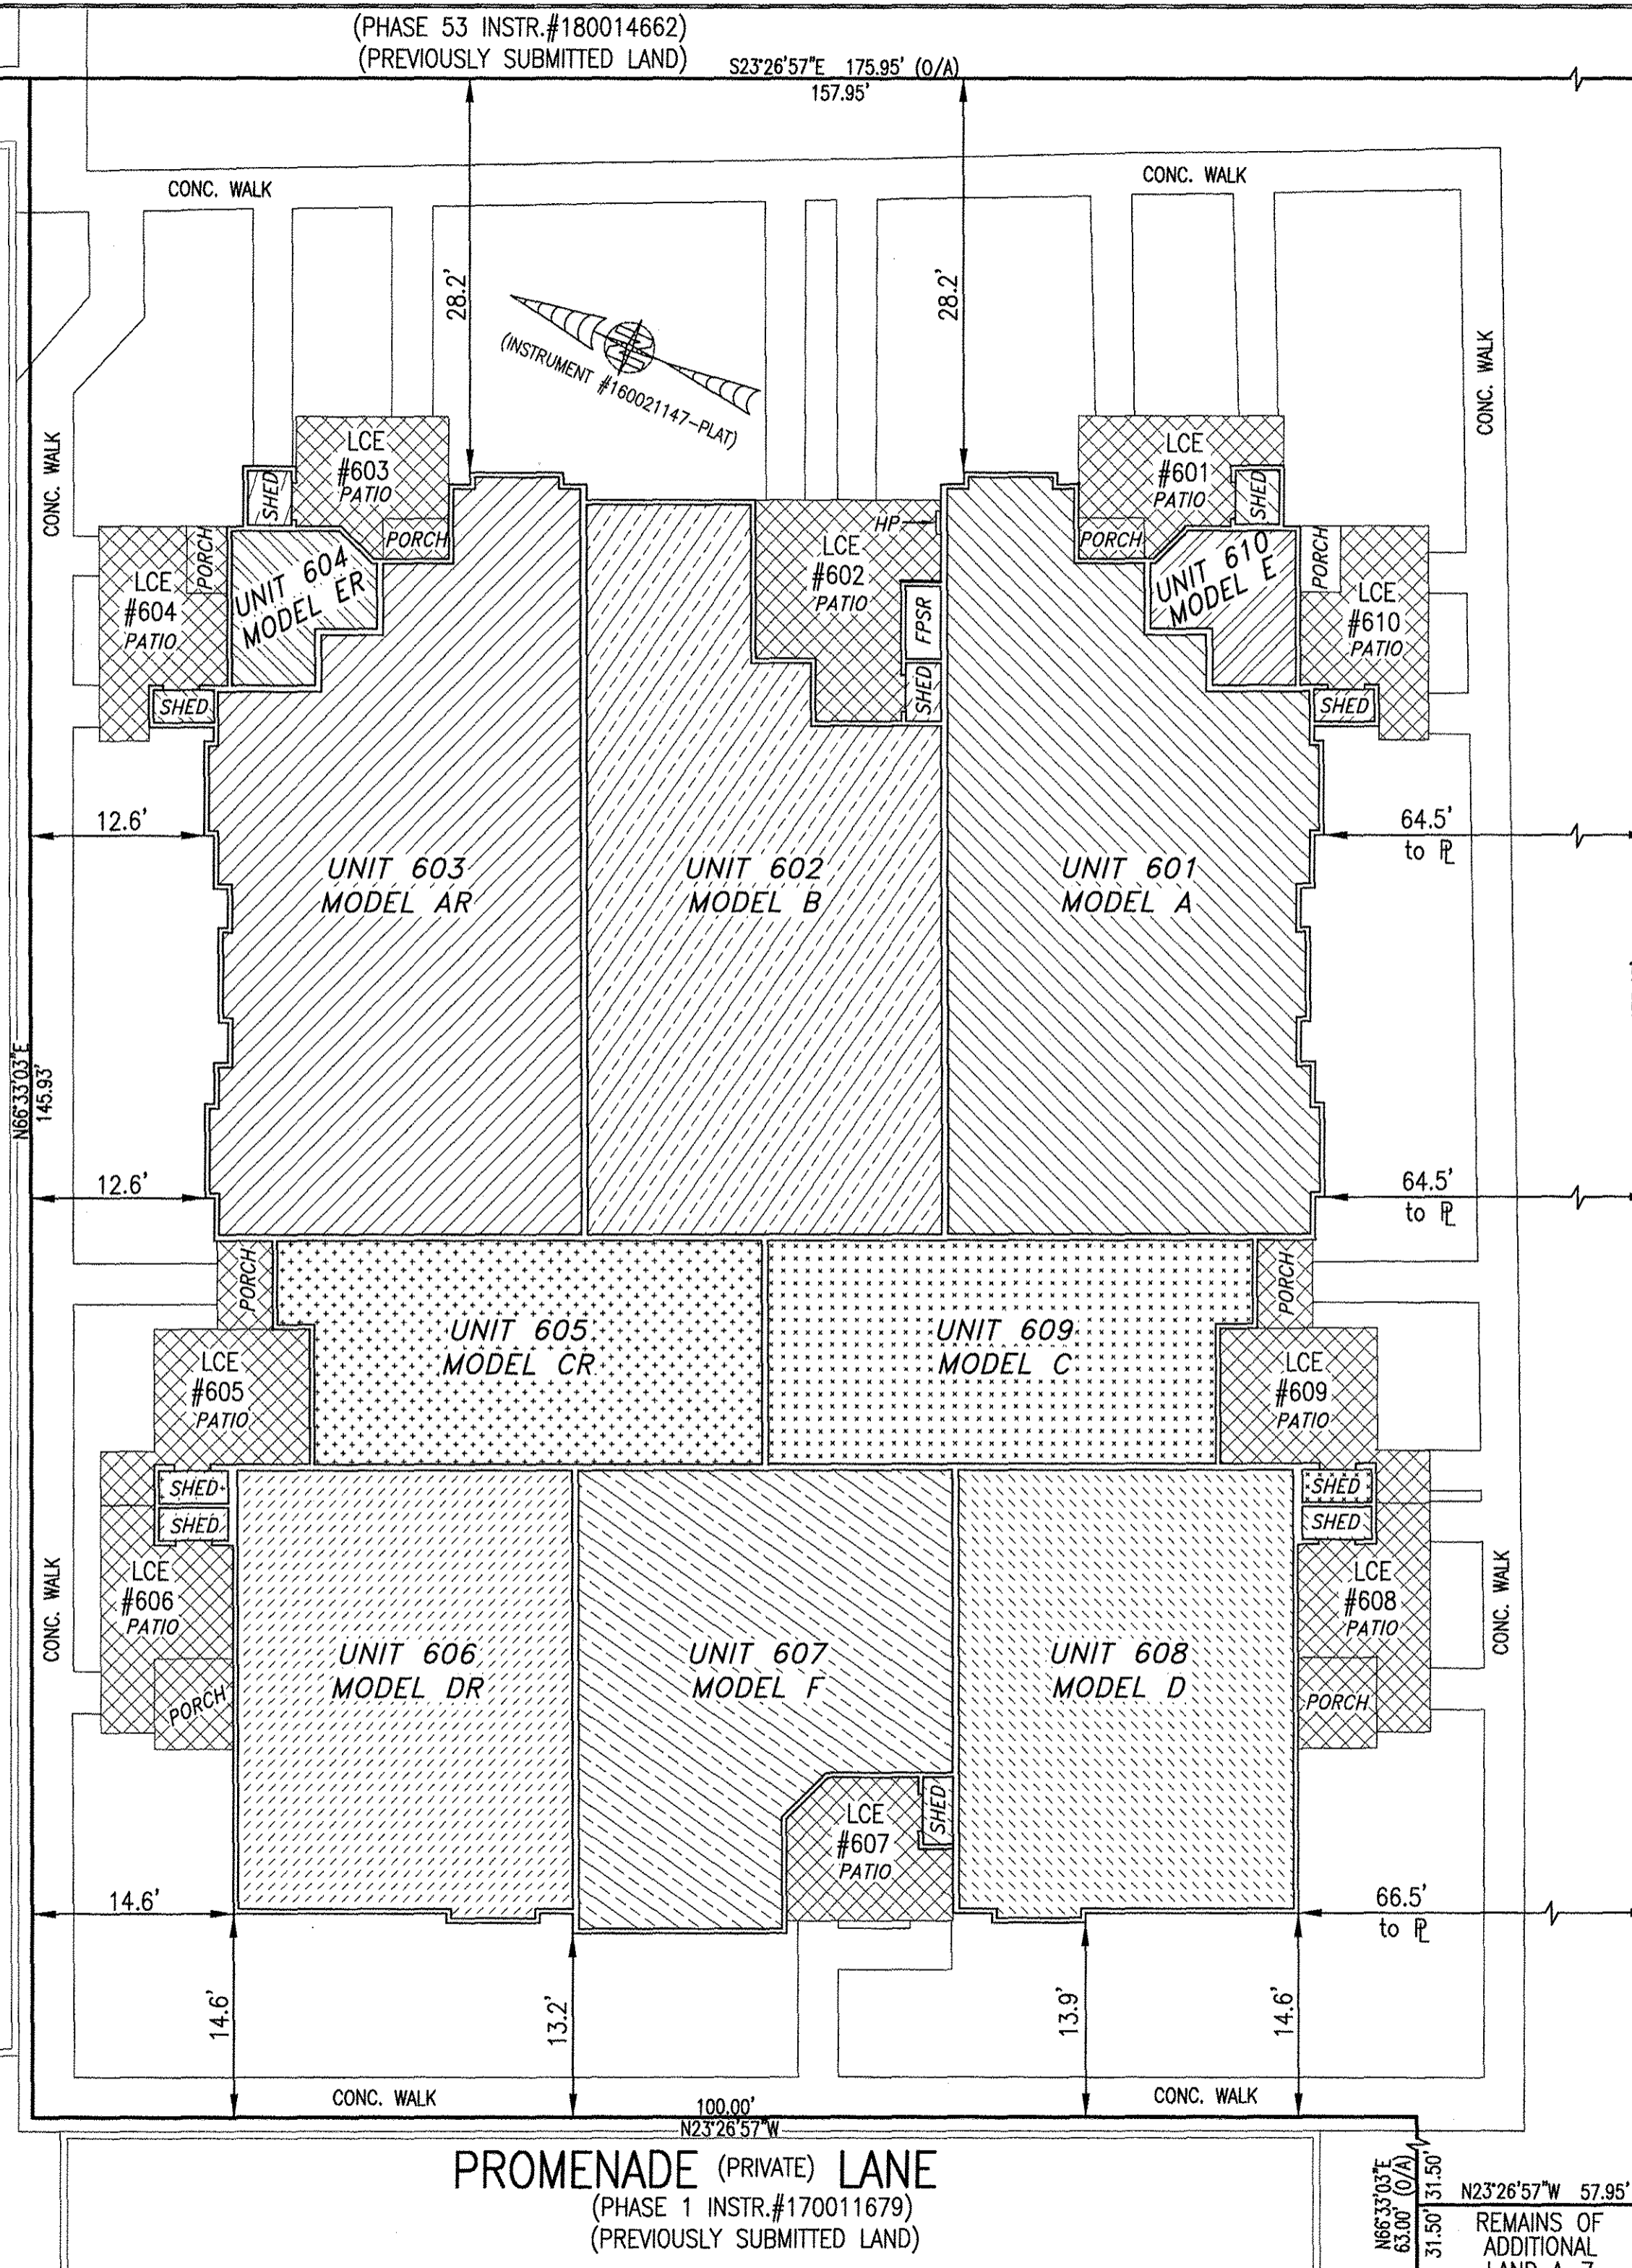 (PHASE 53 INSTR.#180014662)
(PREVIOUSLY SUBMITTED LAND)
S23°26'57"E 175.95' (O/A)
157.95'
CONC. WALK
CONC. WALK
28.2'
28.2'
(INSTRUMENT #160021147-PLAT)
CONC. WALK
CONC. WALK
LCE
#603
PATIO
SHED
PORCH
LCE
#601
PATIO
SHED
PORCH
HP
LCE
#602
PATIO
FPSR
SHED
PORCH
LCE
#604
PATIO
SHED
UNIT 604
MODEL ER
UNIT 610
MODEL E
PORCH
LCE
#610
PATIO
SHED
12.6'
64.5'
to PL
UNIT 603
MODEL AR
UNIT 602
MODEL B
UNIT 601
MODEL A
N66°33'03"E
145.93'
12.6'
64.5'
to PL
PORCH
PORCH
UNIT 605
MODEL CR
UNIT 609
MODEL C
LCE
#605
PATIO
LCE
#609
PATIO
SHED
SHED
SHED
SHED
CONC. WALK
LCE
#606
PATIO
PORCH
LCE
#608
PATIO
PORCH
CONC. WALK
UNIT 606
MODEL DR
UNIT 607
MODEL F
UNIT 608
MODEL D
LCE
#607
PATIO
SHED
14.6'
66.5'
to PL
14.6'
13.2'
13.9'
14.6'
CONC. WALK
CONC. WALK
100.00'
N23°26'57"W
PROMENADE (PRIVATE) LANE
(PHASE 1 INSTR.#170011679)
(PREVIOUSLY SUBMITTED LAND)
N66°33'03"E
63.00' (O/A)
31.50'
31.50'
N23°26'57"W 57.95'
REMAINS OF
ADDITIONAL